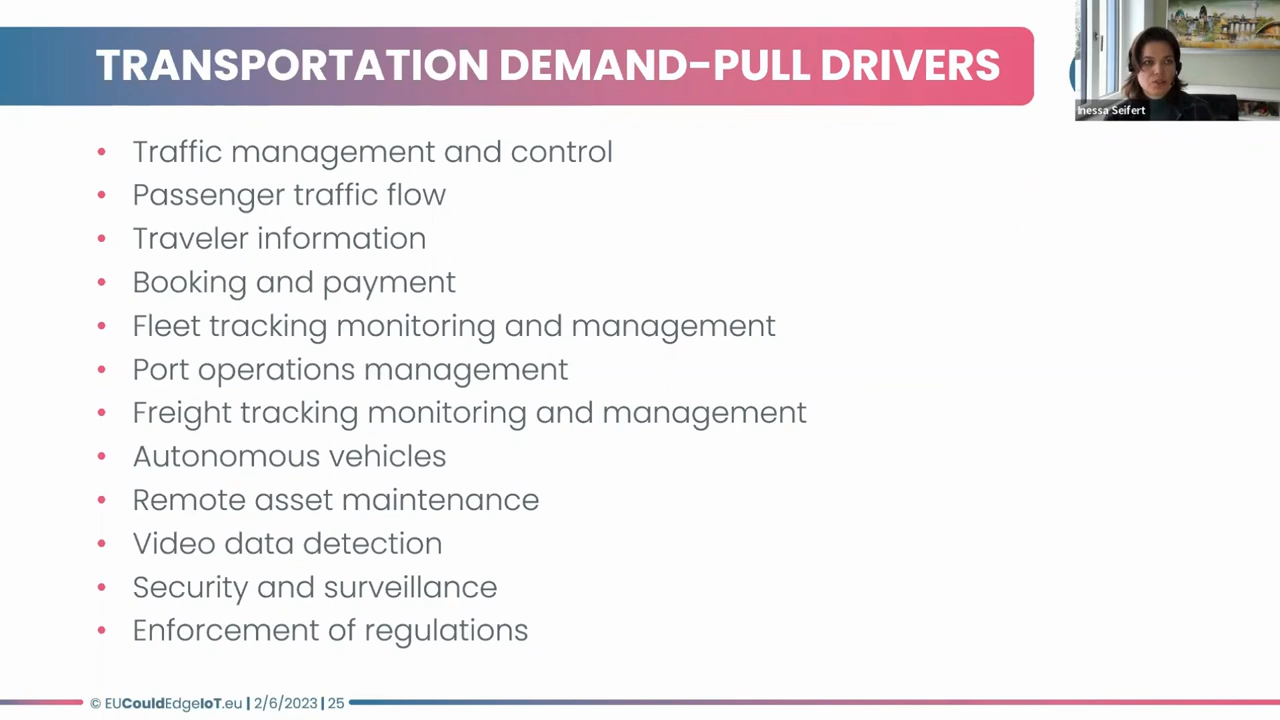 TRANSPORTATION DEMAND-PULL DRIVERS
Inessa Seifert
• Traffic management and control
• Passenger traffic flow
• Traveler information
• Booking and payment
• Fleet tracking monitoring and management
• Port operations management
• Freight tracking monitoring and management
• Autonomous vehicles
• Remote asset maintenance
• Video data detection
• Security and surveillance
• Enforcement of regulations
© EUCouldEdgeIoT.eu | 2/6/2023 | 25